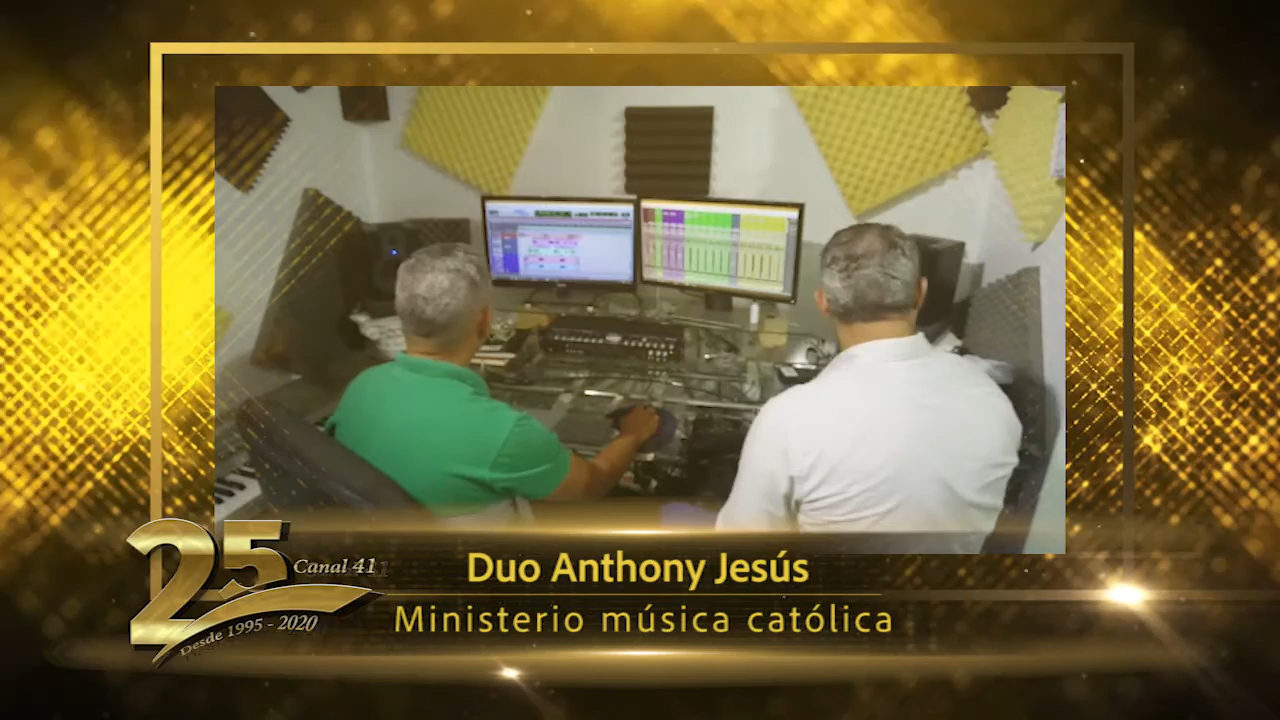 25
Canal 41
Desde 1995 - 2020
Duo Anthony Jesús
Ministerio música católica